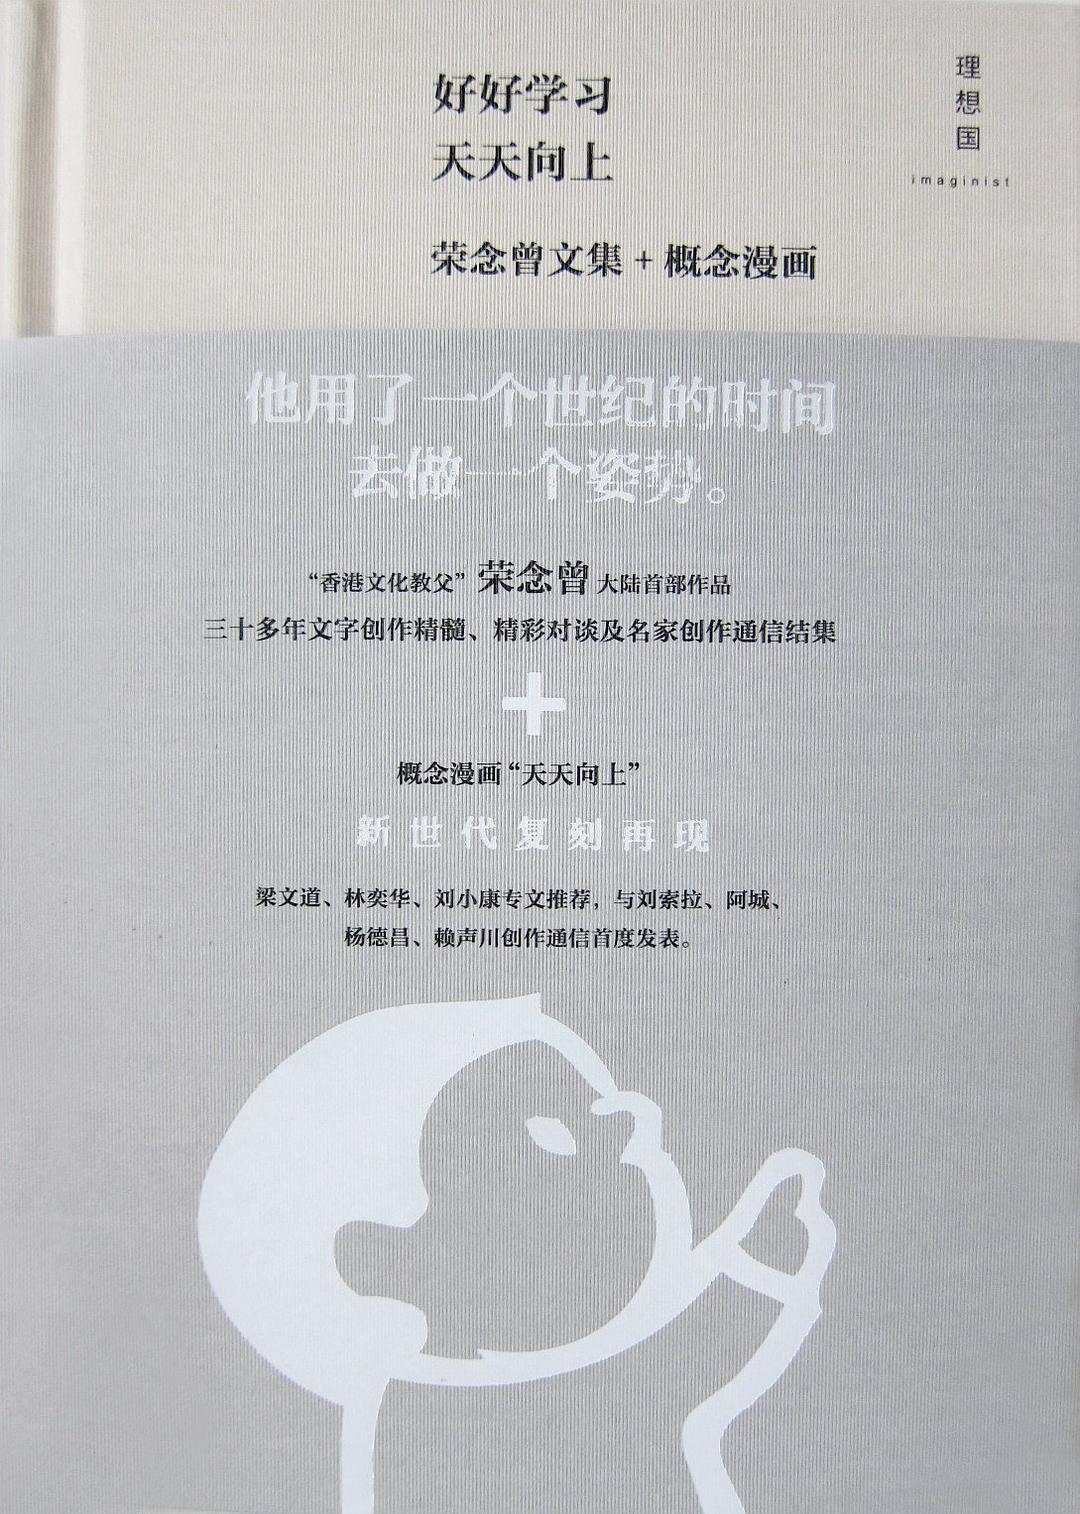 好好学习
天天向上
理想国
imaginist
荣念曾文集+概念漫画
他用了一个世纪的时间
去做一个姿势。
“香港文化教父”荣念曾大陆首部作品
三十多年文字创作精髓、精彩对谈及名家创作通信结集
+
概念漫画“天天向上”
新世代复刻再现
梁文道、林奕华、刘小康专文推荐，与刘索拉、阿城、
杨德昌、赖声川创作通信首度发表。